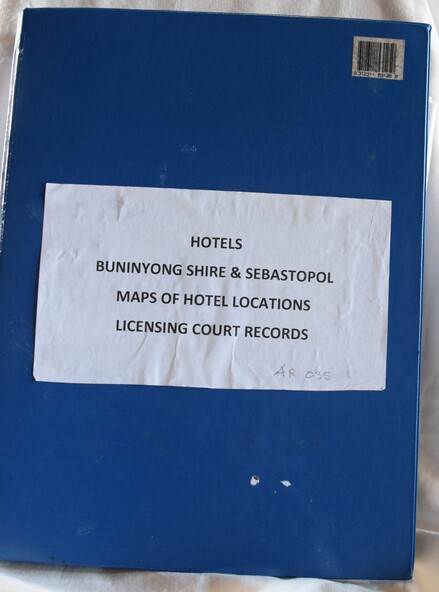 HOTELS
BUNINYONG SHIRE & SEBASTOPOL
MAPS OF HOTEL LOCATIONS
LICENSING COURT RECORDS
AR 035